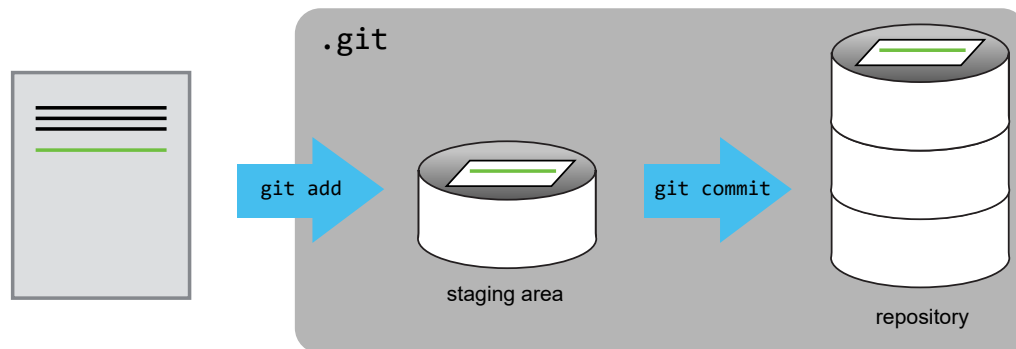 .git
git add
git commit
staging area
repository